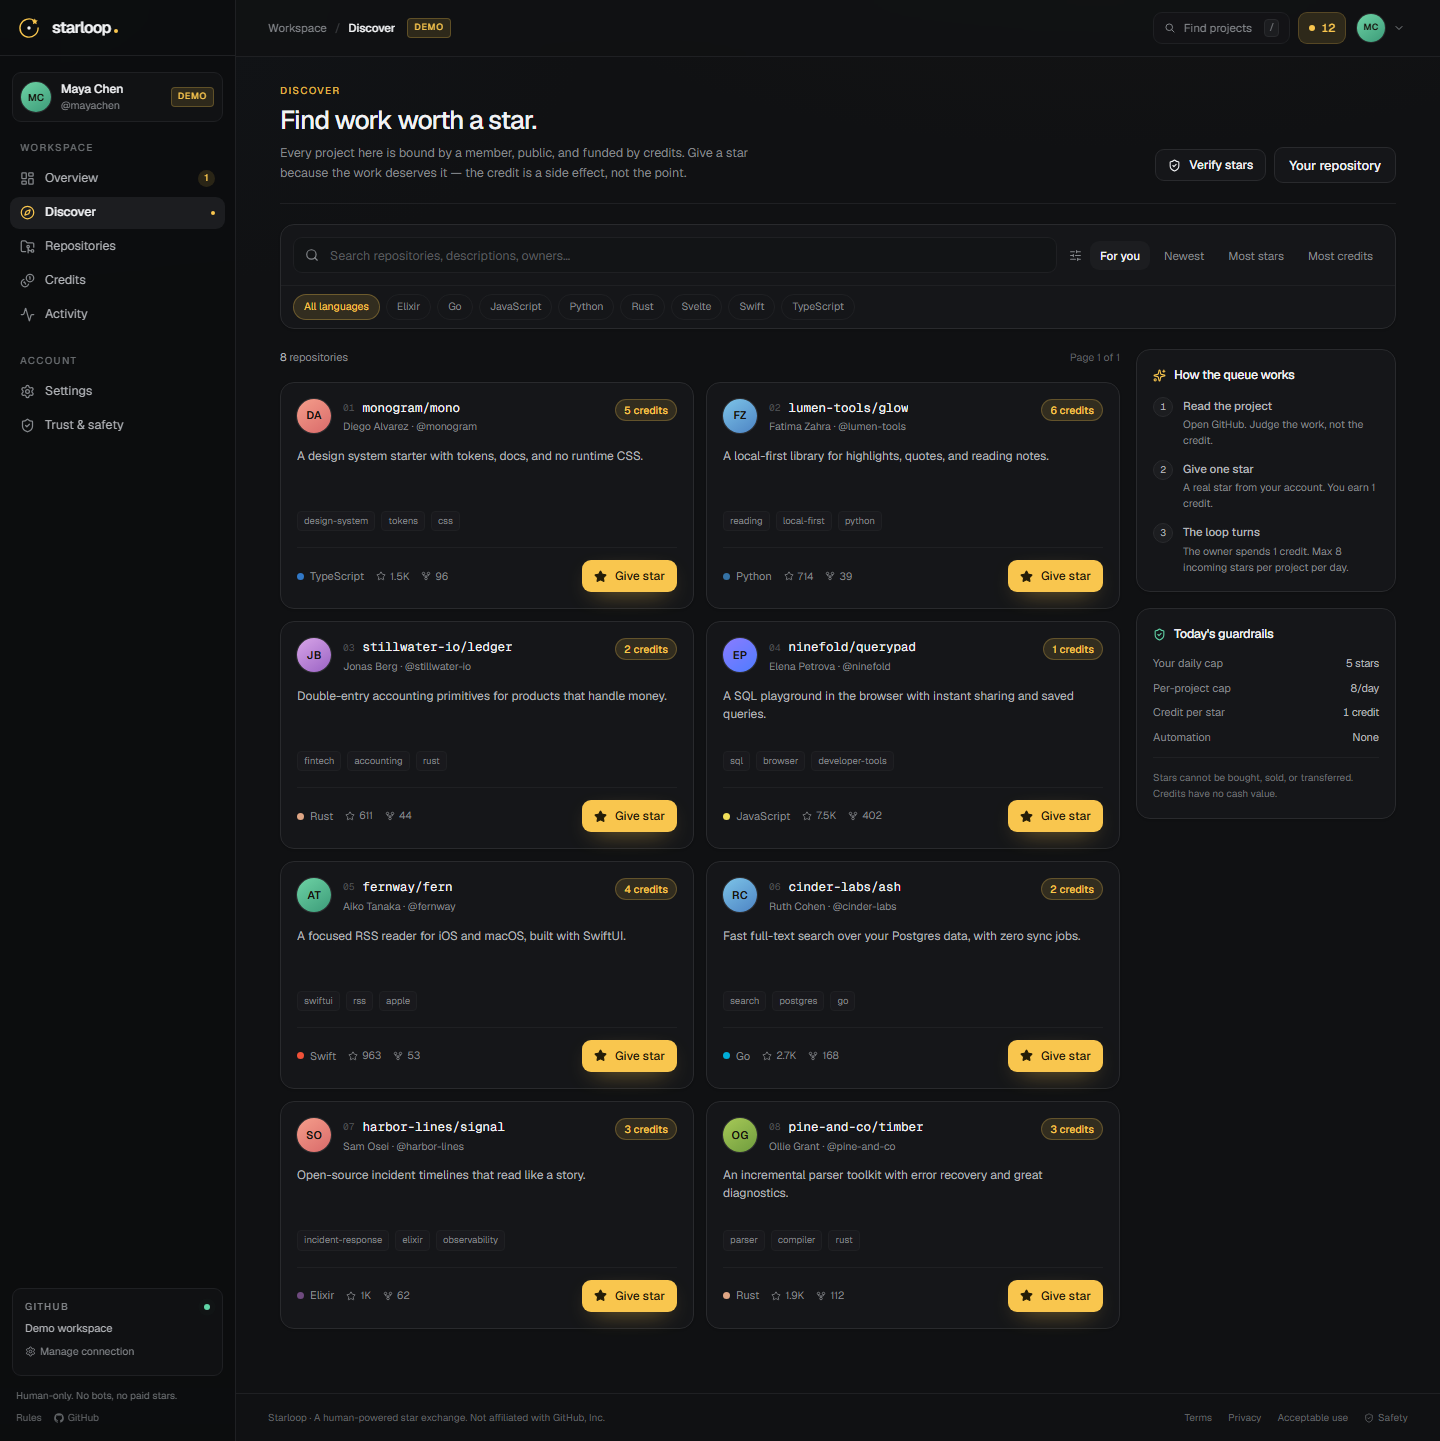 starloop.
MC
Maya Chen
@mayachen
DEMO
WORKSPACE
Overview
1
Discover
Repositories
Credits
Activity
ACCOUNT
Settings
Trust & safety
GITHUB
Demo workspace
Manage connection
Human-only. No bots, no paid stars.
Rules
GitHub
Workspace / Discover
DEMO
Find projects
/
12
MC
DISCOVER
Find work worth a star.
Every project here is bound by a member, public, and funded by credits. Give a star
because the work deserves it — the credit is a side effect, not the point.
Verify stars
Your repository
Search repositories, descriptions, owners...
For you
Newest
Most stars
Most credits
All languages
Elixir
Go
JavaScript
Python
Rust
Svelte
Swift
TypeScript
8 repositories
Page 1 of 1
DA
01 monogram/mono
Diego Alvarez · @monogram
5 credits
A design system starter with tokens, docs, and no runtime CSS.
design-system
tokens
css
TypeScript
1.5K
96
Give star
FZ
02 lumen-tools/glow
Fatima Zahra · @lumen-tools
6 credits
A local-first library for highlights, quotes, and reading notes.
reading
local-first
python
Python
714
39
Give star
JB
03 stillwater-io/ledger
Jonas Berg · @stillwater-io
2 credits
Double-entry accounting primitives for products that handle money.
fintech
accounting
rust
Rust
611
44
Give star
EP
04 ninefold/querypad
Elena Petrova · @ninefold
1 credits
A SQL playground in the browser with instant sharing and saved
queries.
sql
browser
developer-tools
JavaScript
7.5K
402
Give star
AT
05 fernway/fern
Aiko Tanaka · @fernway
4 credits
A focused RSS reader for iOS and macOS, built with SwiftUI.
swiftui
rss
apple
Swift
963
53
Give star
RC
06 cinder-labs/ash
Ruth Cohen · @cinder-labs
2 credits
Fast full-text search over your Postgres data, with zero sync jobs.
search
postgres
go
Go
2.7K
168
Give star
SO
07 harbor-lines/signal
Sam Osei · @harbor-lines
3 credits
Open-source incident timelines that read like a story.
incident-response
elixir
observability
Elixir
1K
62
Give star
OG
08 pine-and-co/timber
Ollie Grant · @pine-and-co
3 credits
An incremental parser toolkit with error recovery and great
diagnostics.
parser
compiler
rust
Rust
1.9K
112
Give star
How the queue works
1
Read the project
Open GitHub. Judge the work, not the
credit.
2
Give one star
A real star from your account. You earn 1
credit.
3
The loop turns
The owner spends 1 credit. Max 8
incoming stars per project per day.
Today's guardrails
Your daily cap
5 stars
Per-project cap
8/day
Credit per star
1 credit
Automation
None
Stars cannot be bought, sold, or transferred.
Credits have no cash value.
Starloop · A human-powered star exchange. Not affiliated with GitHub, Inc.
Terms
Privacy
Acceptable use
Safety